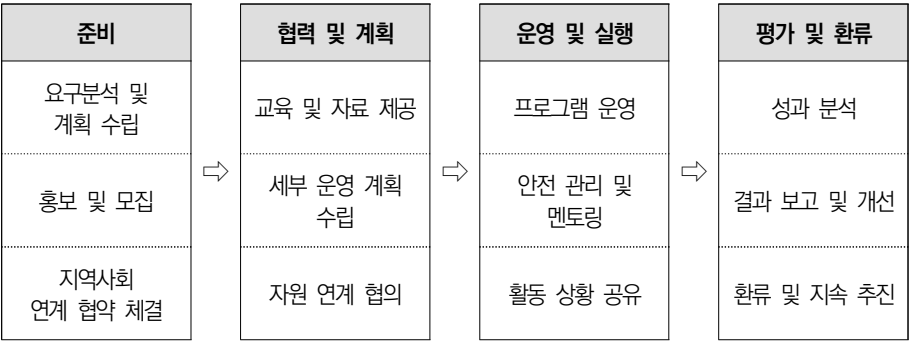 준비
요구분석 및
계획 수립
홍보 및 모집
지역사회
연계 협약 체결
⇨
협력 및 계획
교육 및 자료 제공
세부 운영 계획
수립
자원 연계 협의
⇨
운영 및 실행
프로그램 운영
안전 관리 및
멘토링
활동 상황 공유
⇨
평가 및 환류
성과 분석
결과 보고 및 개선
환류 및 지속 추진